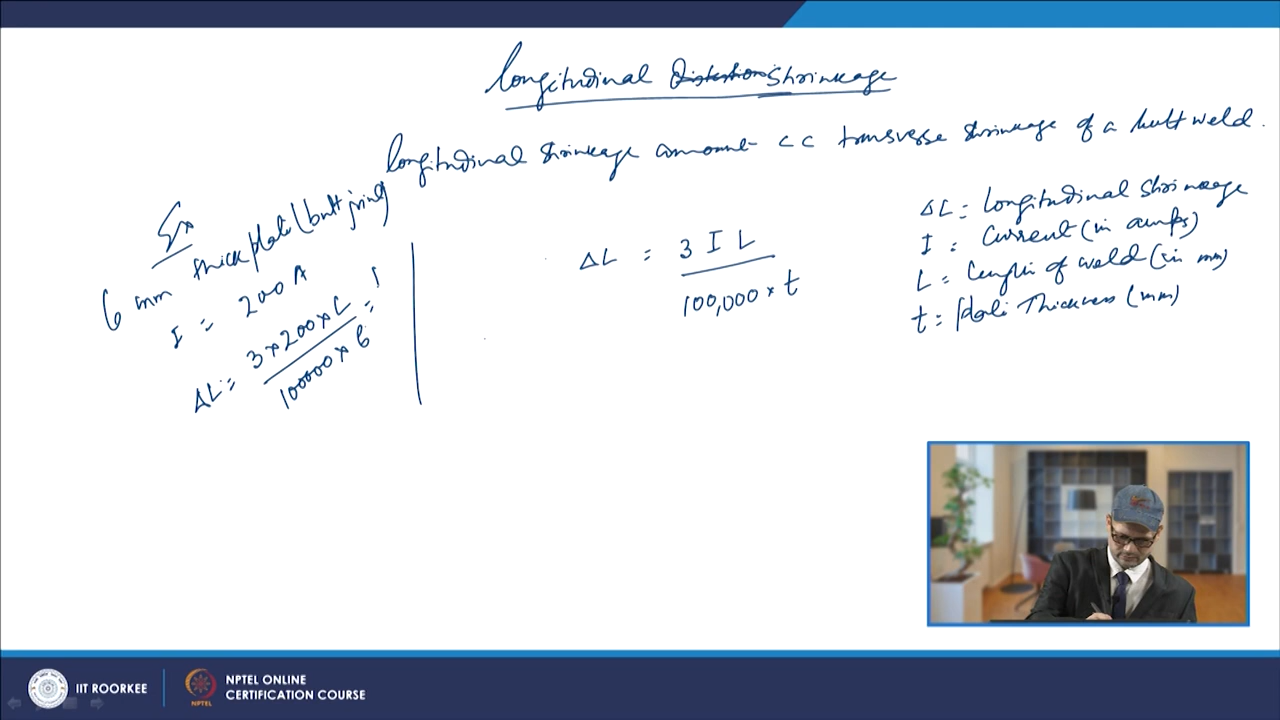 Longitudinal Distortion Shrinkage
Longitudinal Shrinkage amount << transverse shrinkage of a butt weld.
Ex
6 mm thick plate (butt joint)
I = 200 A
ΔL = 3 × 200 × L / 100000 × 6 = 1
ΔL = 3 I L / 100,000 × t
ΔL = Longitudinal Shrinkage
I = Current (in amps)
L = Length of weld (in mm)
t = plate Thickness (mm)
IIT ROORKEE
NPTEL ONLINE
CERTIFICATION COURSE
NPTEL